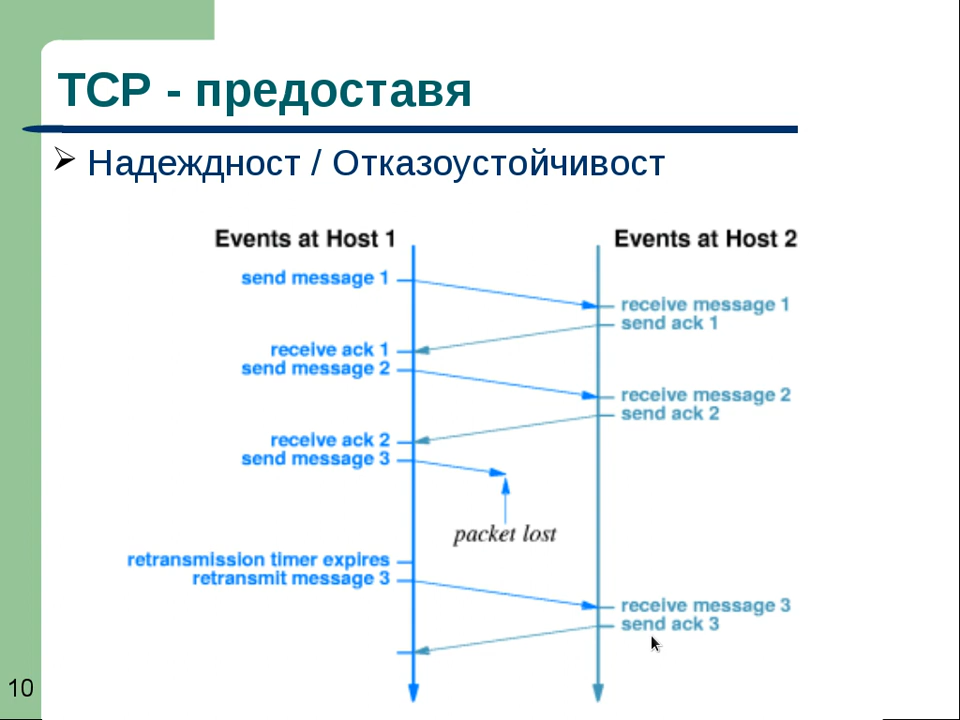 TCP - предоставя
Надеждност / Отказоустойчивост
Events at Host 1
Events at Host 2
send message 1
receive message 1
send ack 1
receive ack 1
send message 2
receive message 2
send ack 2
receive ack 2
send message 3
packet lost
retransmission timer expires
retransmit message 3
receive message 3
send ack 3
10